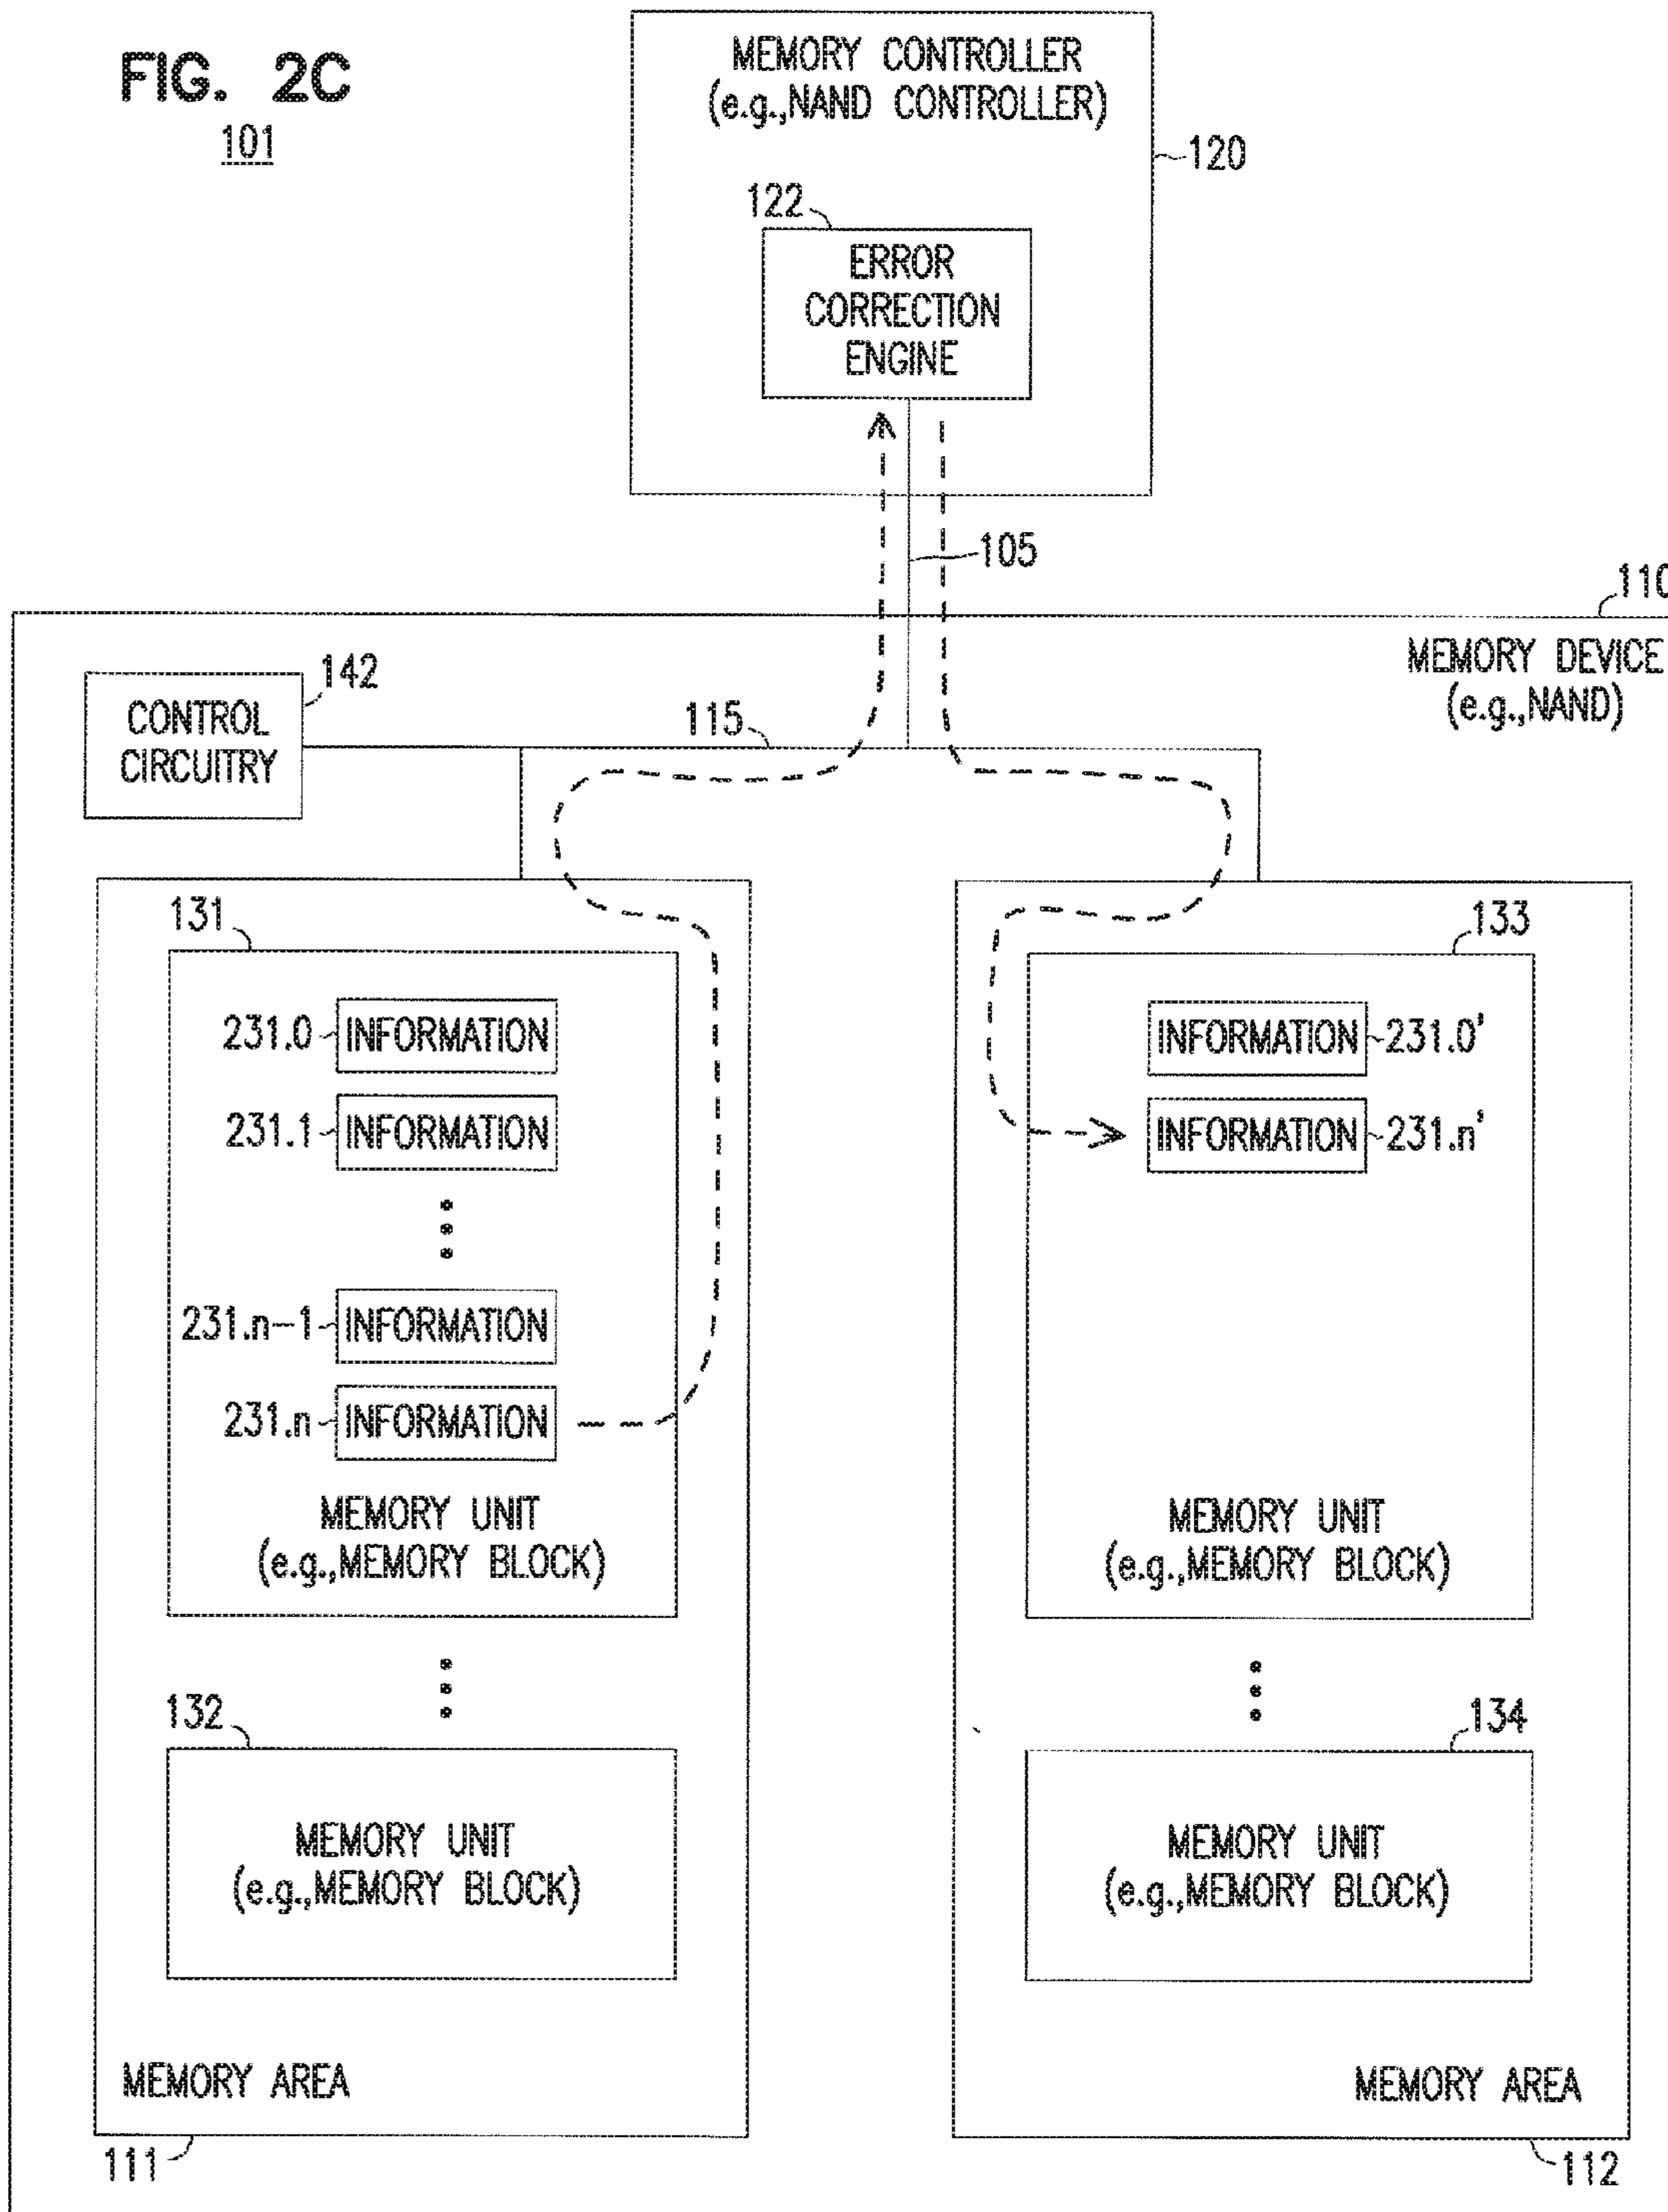 FIG. 2C
101
MEMORY CONTROLLER
(e.g.,NAND CONTROLLER)
120
122
ERROR
CORRECTION
ENGINE
105
110
MEMORY DEVICE
(e.g.,NAND)
142
CONTROL
CIRCUITRY
115
131
231.0
INFORMATION
231.1
INFORMATION
231.n-1
INFORMATION
231.n
INFORMATION
MEMORY UNIT
(e.g.,MEMORY BLOCK)
132
MEMORY UNIT
(e.g.,MEMORY BLOCK)
MEMORY AREA
111
133
INFORMATION
231.0'
INFORMATION
231.n'
MEMORY UNIT
(e.g.,MEMORY BLOCK)
134
MEMORY UNIT
(e.g.,MEMORY BLOCK)
MEMORY AREA
112